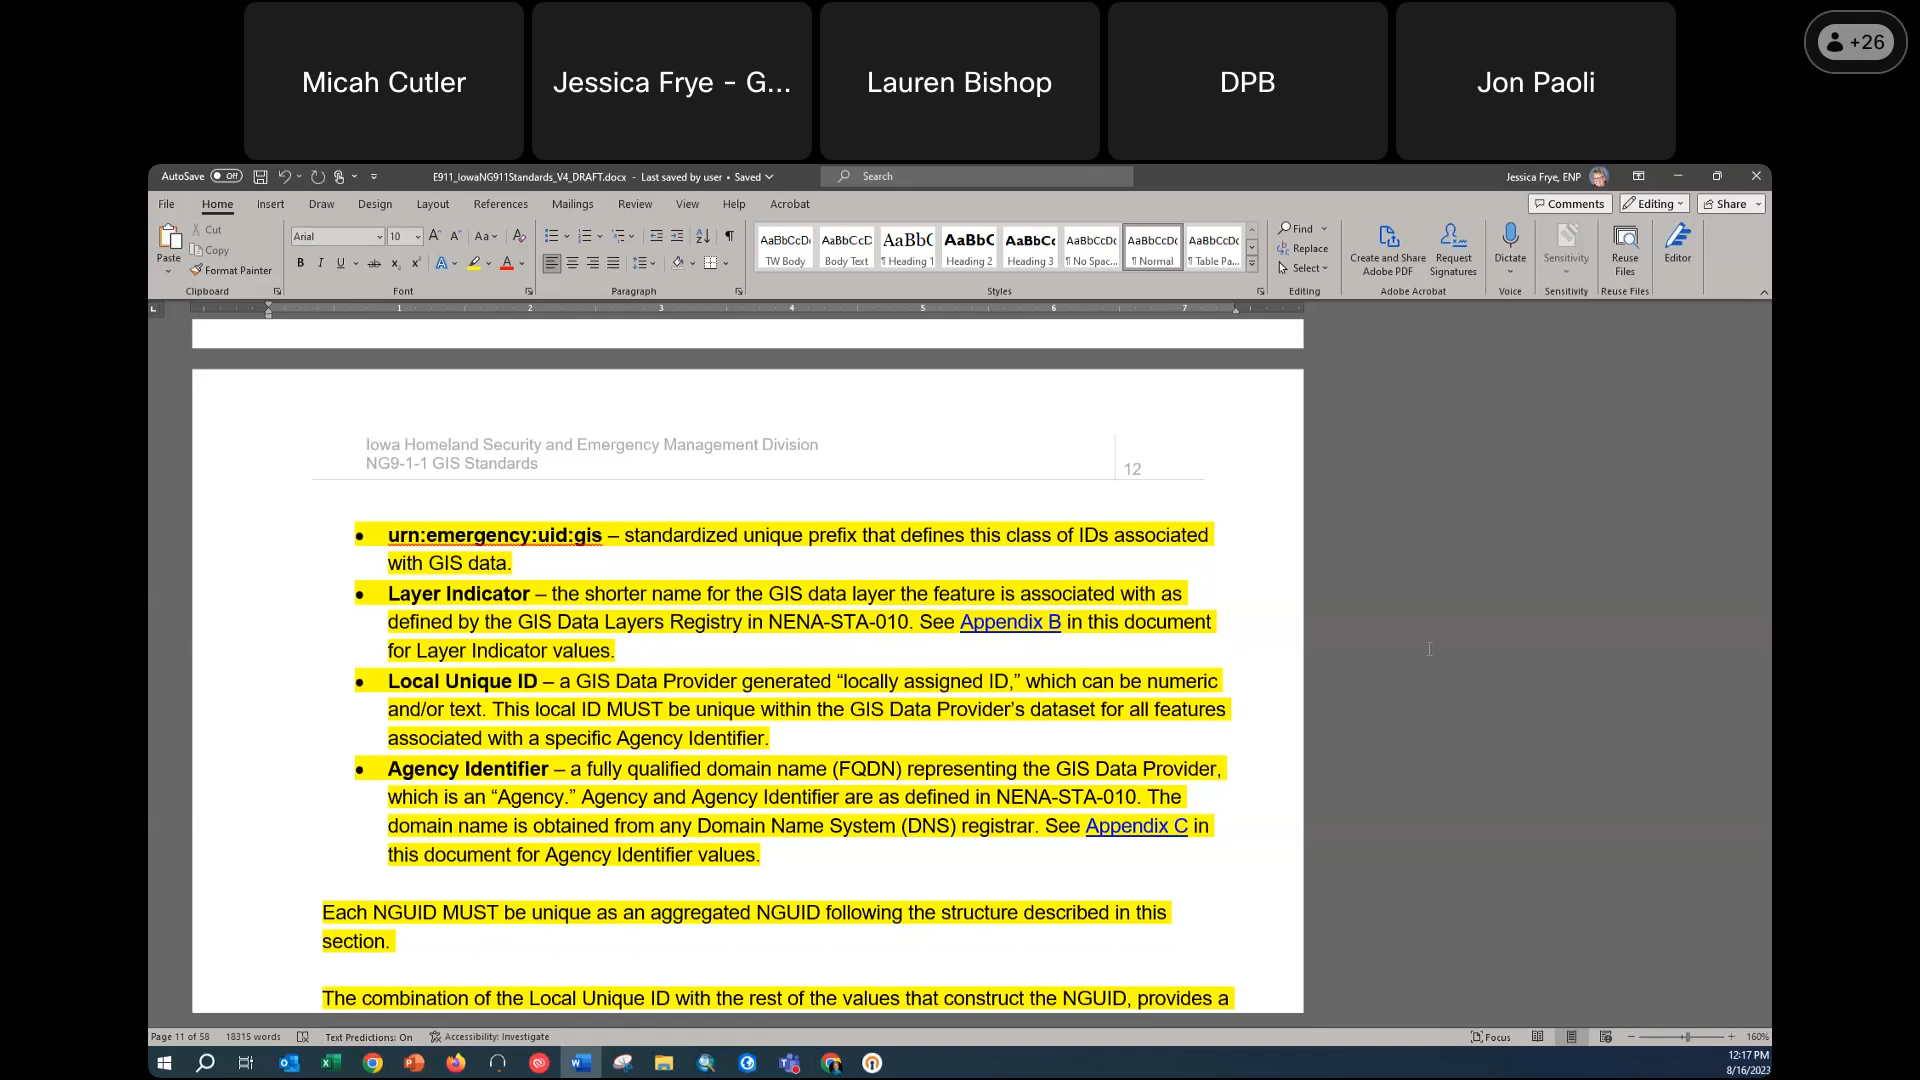 Micah Cutler
Jessica Frye - G...
Lauren Bishop
DPB
Jon Paoli
+26
AutoSave Off
E911_IowaNG911Standards_V4_DRAFT.docx - Last saved by user • Saved
Search
Jessica Frye, ENP
File Home Insert Draw Design Layout References Mailings Review View Help Acrobat
Comments Editing Share
Paste
Cut
Copy
Format Painter
Clipboard
Arial 10
Font
Paragraph
AaBbCcDc AaBbCcD AaBbC AaBbC AaBbCc AaBbCcDc AaBbCcDc AaBbCcDc
TW Body Body Text ¶ Heading 1 Heading 2 Heading 3 ¶ No Spac... ¶ Normal ¶ Table Pa...
Styles
Find
Replace
Select
Editing
Create and Share Adobe PDF
Request Signatures
Adobe Acrobat
Dictate
Voice
Sensitivity
Sensitivity
Reuse Files
Reuse Files
Editor
1 2 3 4 5 6 7
Iowa Homeland Security and Emergency Management Division
NG9-1-1 GIS Standards
12
• urn:emergency:uid:gis – standardized unique prefix that defines this class of IDs associated
with GIS data.
• Layer Indicator – the shorter name for the GIS data layer the feature is associated with as
defined by the GIS Data Layers Registry in NENA-STA-010. See Appendix B in this document
for Layer Indicator values.
• Local Unique ID – a GIS Data Provider generated “locally assigned ID,” which can be numeric
and/or text. This local ID MUST be unique within the GIS Data Provider’s dataset for all features
associated with a specific Agency Identifier.
• Agency Identifier – a fully qualified domain name (FQDN) representing the GIS Data Provider,
which is an “Agency.” Agency and Agency Identifier are as defined in NENA-STA-010. The
domain name is obtained from any Domain Name System (DNS) registrar. See Appendix C in
this document for Agency Identifier values.
Each NGUID MUST be unique as an aggregated NGUID following the structure described in this
section.
The combination of the Local Unique ID with the rest of the values that construct the NGUID, provides a
Page 11 of 58 18315 words Text Predictions: On Accessibility: Investigate
Focus 160%
12:17 PM
8/16/2023